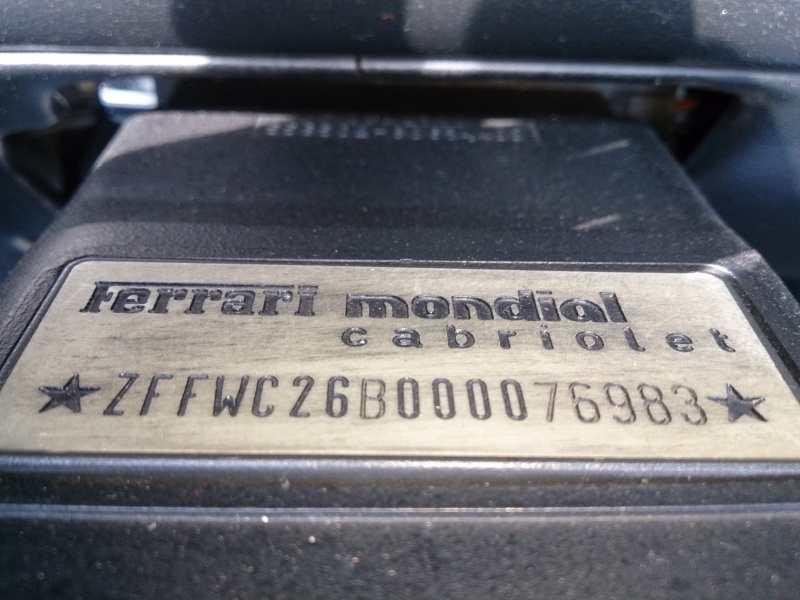 Ferrari mondial
cabriolet
★ZFFWC26B000076983★